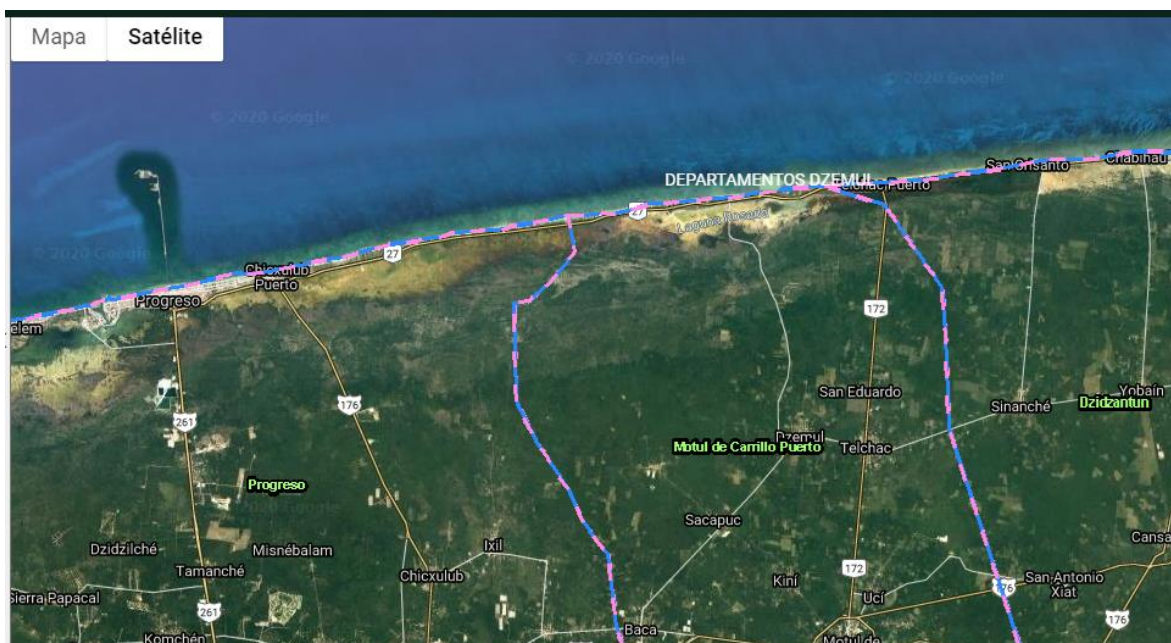 Mapa
Satélite
© 2020 Google
© 2020 Google
© 2020 Google
San Crisanto
Chabihau
DEPARTAMENTOS DZEMUL
Telchac Puerto
27
Laguna Rosada
© 2020 Google
27
Chicxulub
Puerto
Progreso
elem
172
176
San Eduardo
Yobaín
Sinanché
Dzidzantun
261
Dzemul
Motul de Carrillo Puerto
Telchac
Progreso
Google
Sacapuc
Dzidzilché
Misnébalam
Ixil
Cansa
Tamanché
Chicxulub
172
Kiní
176
San Antonio
Xiat
Sierra Papacal
Ucí
261
176
Komchén
Baca
Motul de